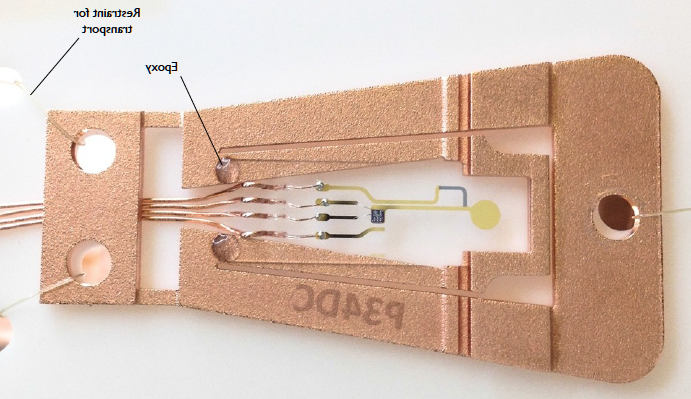 Restraint for
transport
Epoxy
P34DC